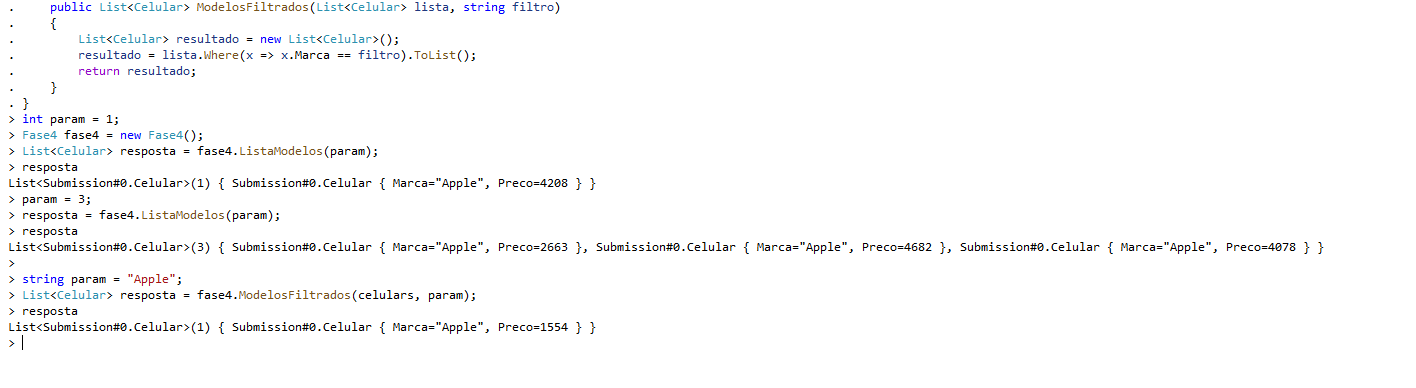 .     public List<Celular> ModelosFiltrados(List<Celular> lista, string filtro)
.     {
.         List<Celular> resultado = new List<Celular>();
.         resultado = lista.Where(x => x.Marca == filtro).ToList();
.         return resultado;
.     }
. }
> int param = 1;
> Fase4 fase4 = new Fase4();
> List<Celular> resposta = fase4.ListaModelos(param);
> resposta
List<Submission#0.Celular>(1) { Submission#0.Celular { Marca="Apple", Preco=4208 } }
> param = 3;
> resposta = fase4.ListaModelos(param);
> resposta
List<Submission#0.Celular>(3) { Submission#0.Celular { Marca="Apple", Preco=2663 }, Submission#0.Celular { Marca="Apple", Preco=4682 }, Submission#0.Celular { Marca="Apple", Preco=4078 } }
>
> string param = "Apple";
> List<Celular> resposta = fase4.ModelosFiltrados(celulars, param);
> resposta
List<Submission#0.Celular>(1) { Submission#0.Celular { Marca="Apple", Preco=1554 } }
>